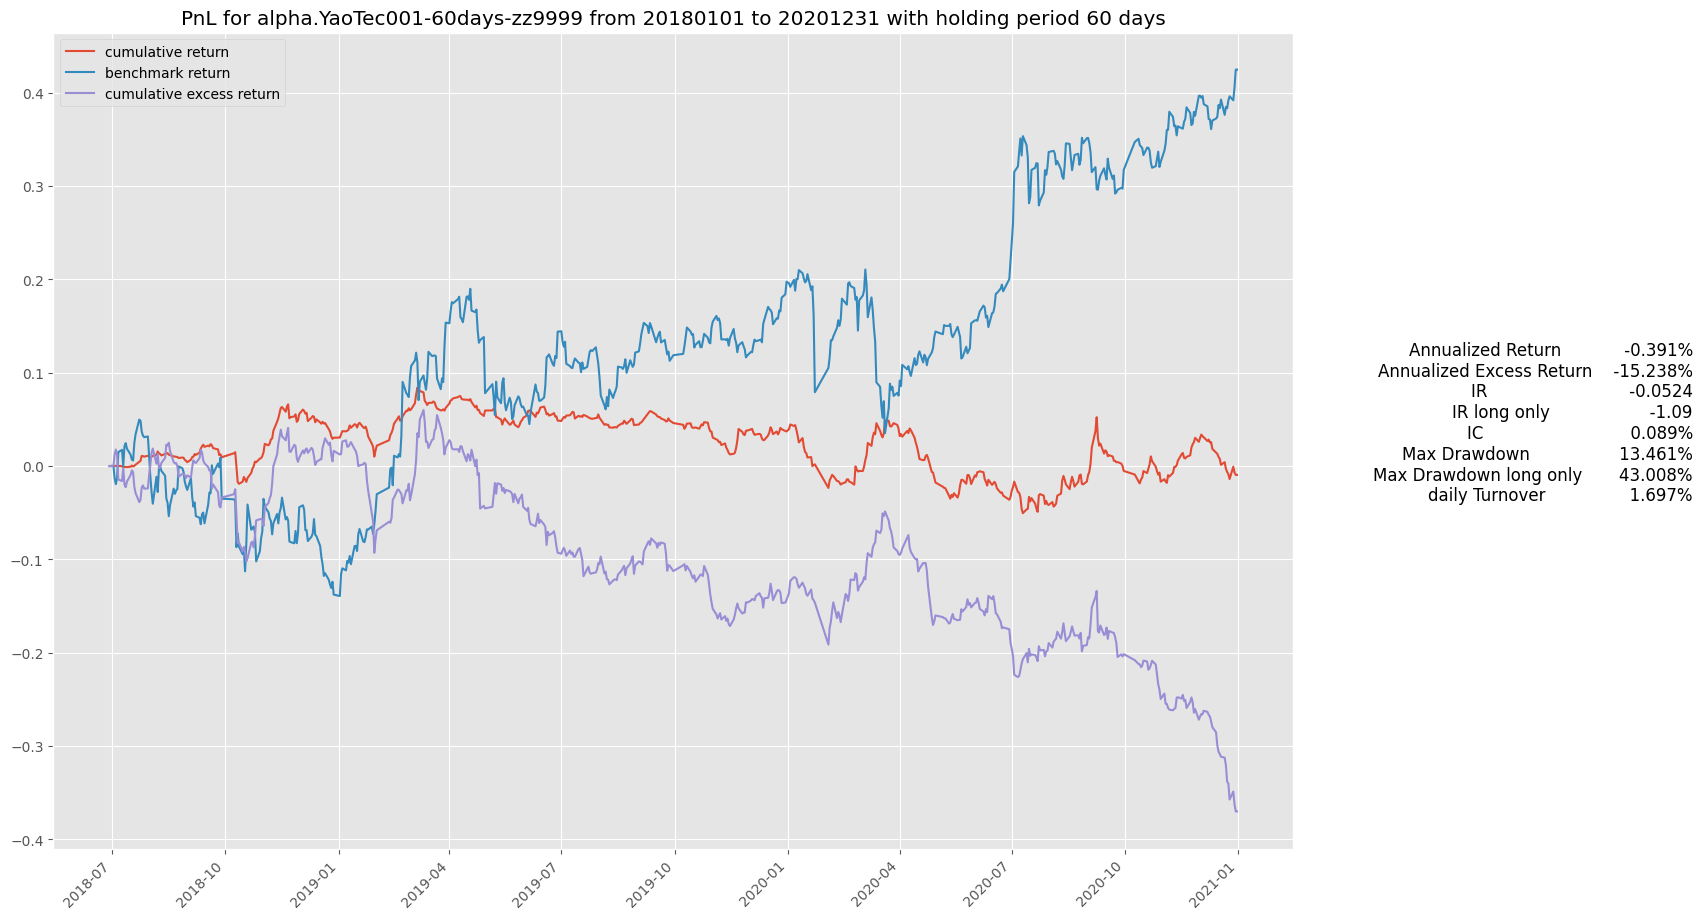 PnL for alpha.YaoTec001-60days-zz9999 from 20180101 to 20201231 with holding period 60 days
cumulative return
benchmark return
cumulative excess return
0.4
0.3
0.2
0.1
0.0
−0.1
−0.2
−0.3
−0.4
2018-07
2018-10
2019-01
2019-04
2019-07
2019-10
2020-01
2020-04
2020-07
2020-10
2021-01
Annualized Return -0.391%
Annualized Excess Return -15.238%
IR -0.0524
IR long only -1.09
IC 0.089%
Max Drawdown 13.461%
Max Drawdown long only 43.008%
daily Turnover 1.697%